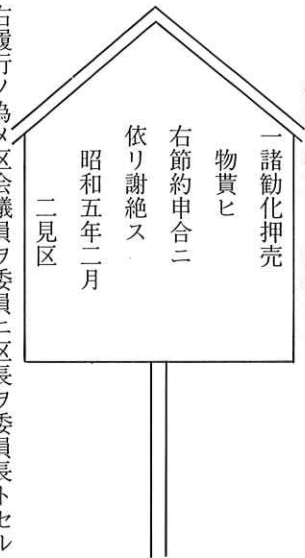 一諸勧化押売
物貰ヒ
右節約申合ニ
依リ謝絶ス
昭和五年二月
二見区
右履行ノ為メ区会議員ヲ委員ニ区長ヲ委員長トセル